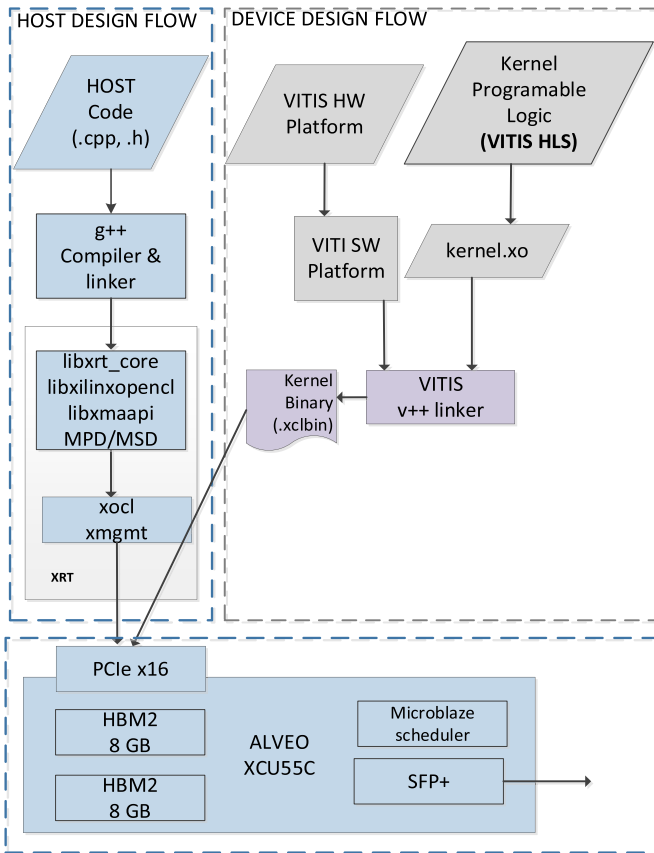 HOST DESIGN FLOW
HOST
Code
(.cpp, .h)
g++
Compiler &
linker
libxrt_core
libxilinxopencl
libxmaapi
MPD/MSD
xocl
xmgmt
XRT
DEVICE DESIGN FLOW
VITIS HW
Platform
Kernel
Programable
Logic
(VITIS HLS)
VITI SW
Platform
kernel.xo
Kernel
Binary
(.xclbin)
VITIS
v++ linker
PCIe x16
HBM2
8 GB
HBM2
8 GB
ALVEO
XCU55C
Microblaze
scheduler
SFP+